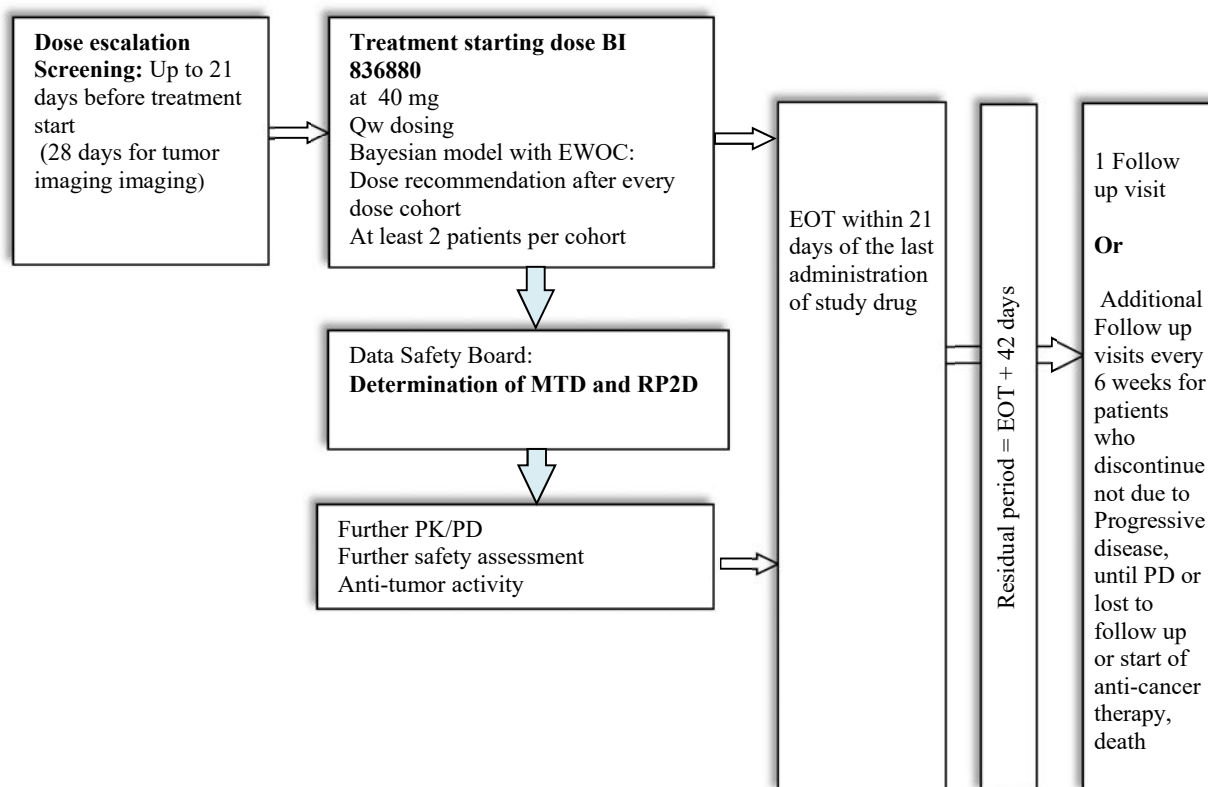 Dose escalation
Screening: Up to 21
days before treatment
start
(28 days for tumor
imaging imaging)
Treatment starting dose BI
836880
at 40 mg
Qw dosing
Bayesian model with EWOC:
Dose recommendation after every
dose cohort
At least 2 patients per cohort
Data Safety Board:
Determination of MTD and RP2D
Further PK/PD
Further safety assessment
Anti-tumor activity
EOT within 21
days of the last
administration
of study drug
Residual period = EOT + 42 days
1 Follow
up visit
Or
Additional
Follow up
visits every
6 weeks for
patients
who
discontinue
not due to
Progressive
disease,
until PD or
lost to
follow up
or start of
anti-cancer
therapy,
death